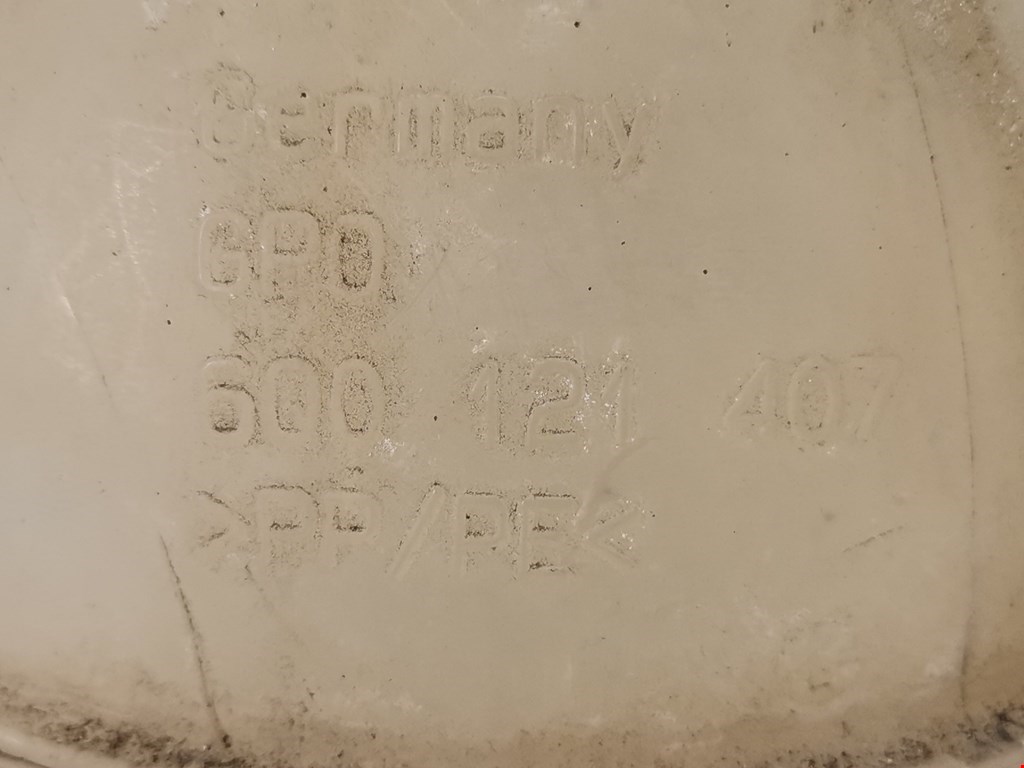 Germany
GPO
600 121 407
>PP/PE<